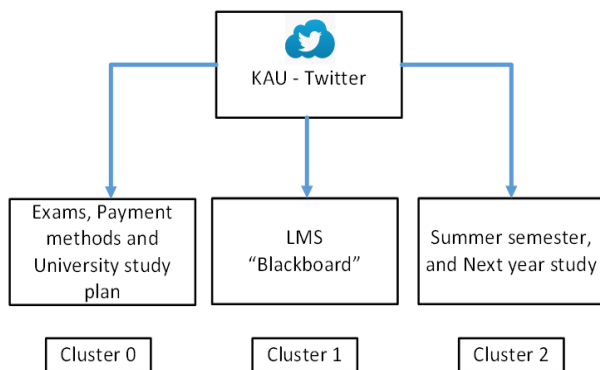 KAU - Twitter
Exams, Payment
methods and
University study
plan
LMS
“Blackboard”
Summer semester,
and Next year study
Cluster 0
Cluster 1
Cluster 2